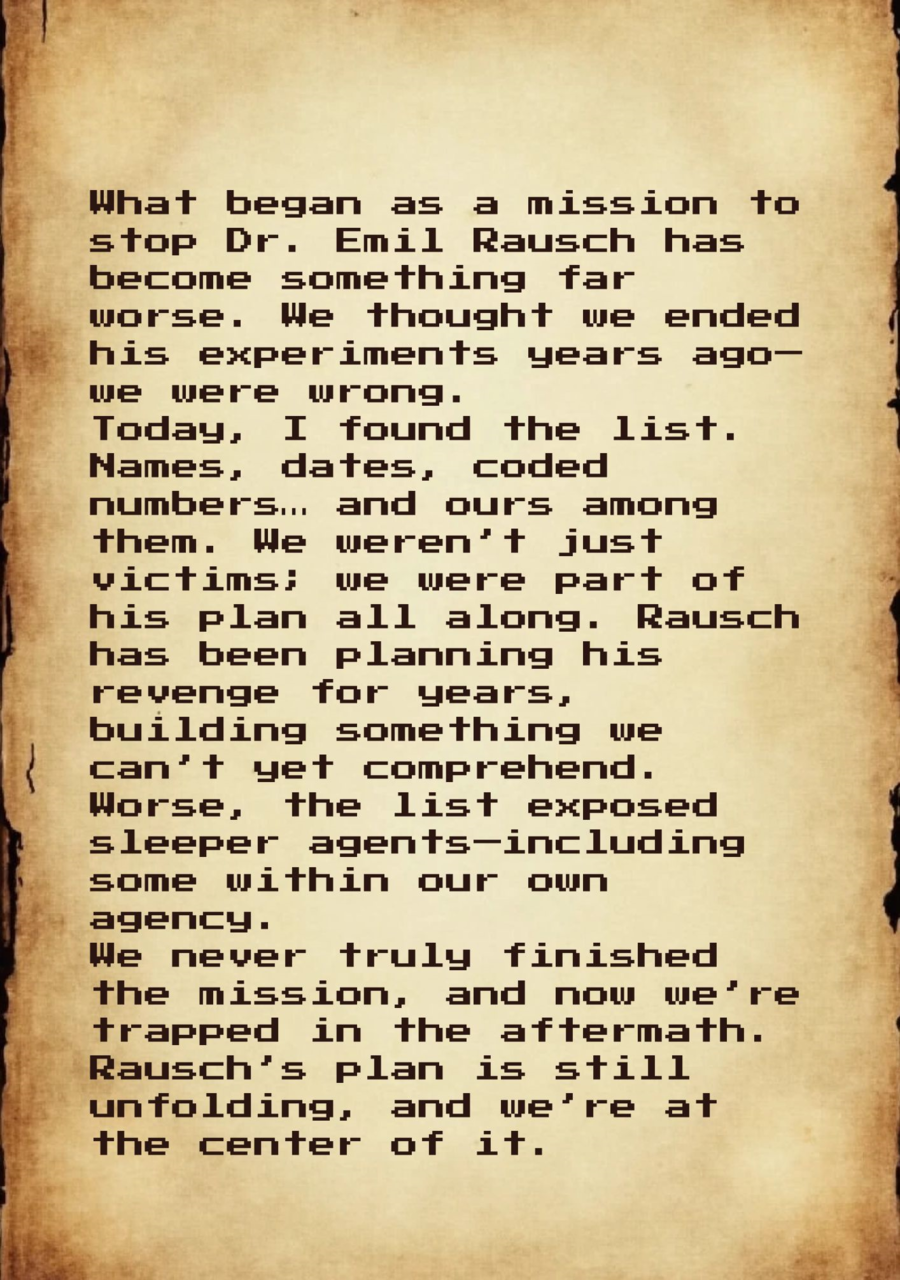 What began as a mission to
stop Dr. Emil Rausch has
become something far
worse. We thought we ended
his experiments years ago—
we were wrong.
Today, I found the list.
Names, dates, coded
numbers… and ours among
them. We weren’t just
victims; we were part of
his plan all along. Rausch
has been planning his
revenge for years,
building something we
can’t yet comprehend.
Worse, the list exposed
sleeper agents—including
some within our own
agency.
We never truly finished
the mission, and now we’re
trapped in the aftermath.
Rausch’s plan is still
unfolding, and we’re at
the center of it.